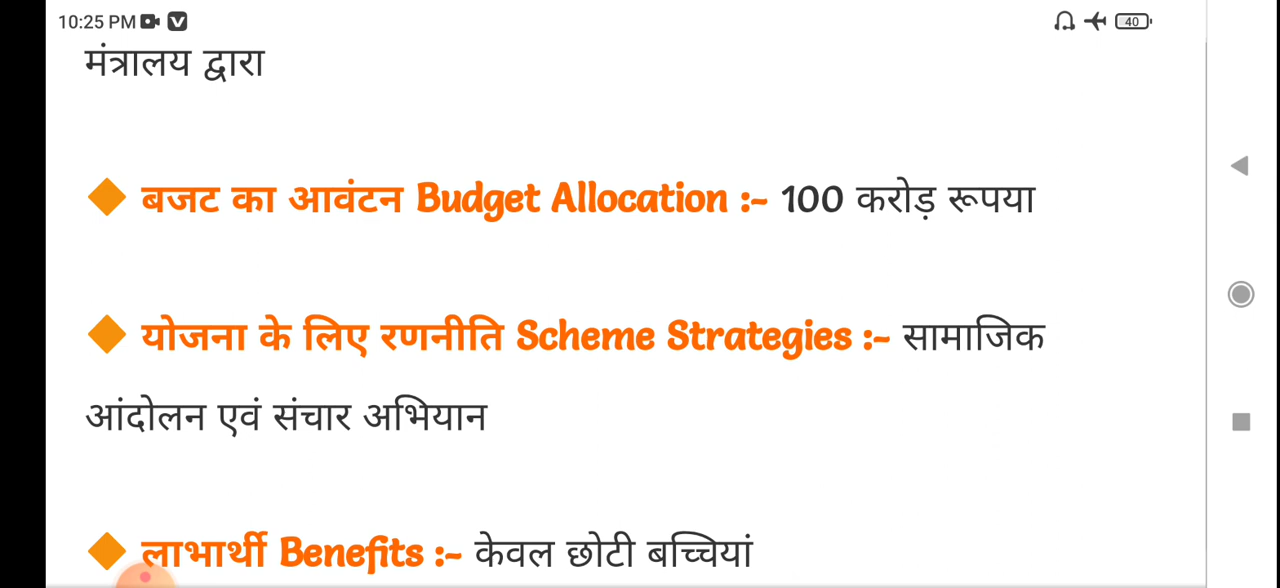 10:25 PM
40
मंत्रालय द्वारा
बजट का आवंटन Budget Allocation :- 100 करोड़ रूपया
योजना के लिए रणनीति Scheme Strategies :- सामाजिक
आंदोलन एवं संचार अभियान
लाभार्थी Benefits :- केवल छोटी बच्चियां